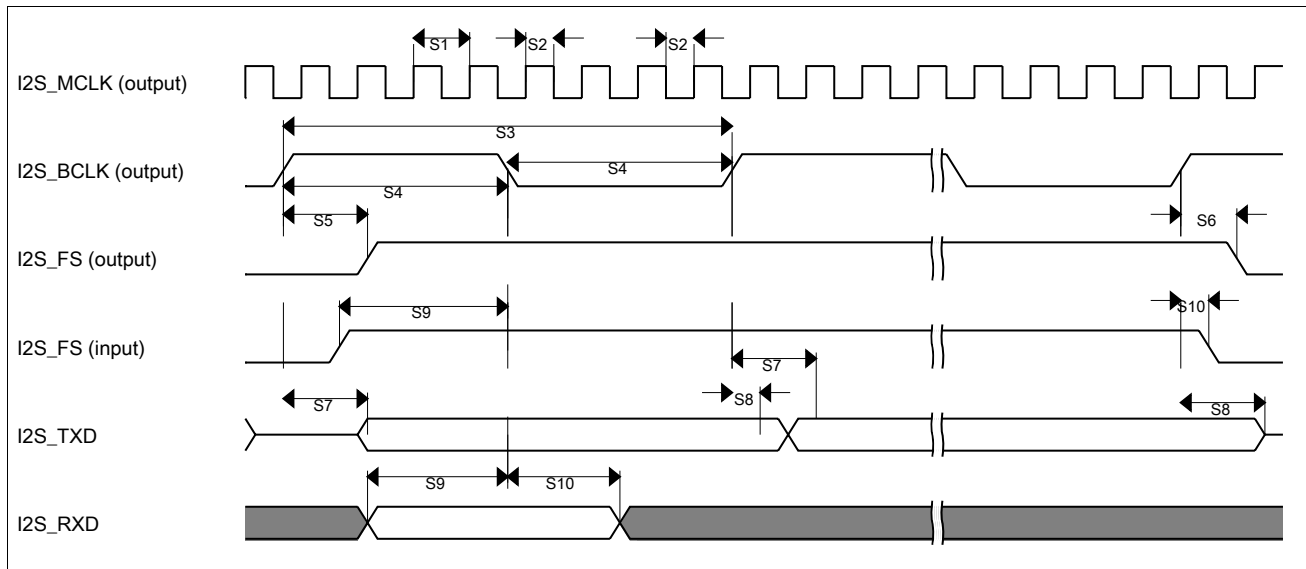 S1 S2 S2
I2S_MCLK (output)
S3
I2S_BCLK (output)
S4
S4
S5 S6
I2S_FS (output)
S9 S10
I2S_FS (input)
S7
S7 S8 S8
I2S_TXD
S9 S10
I2S_RXD